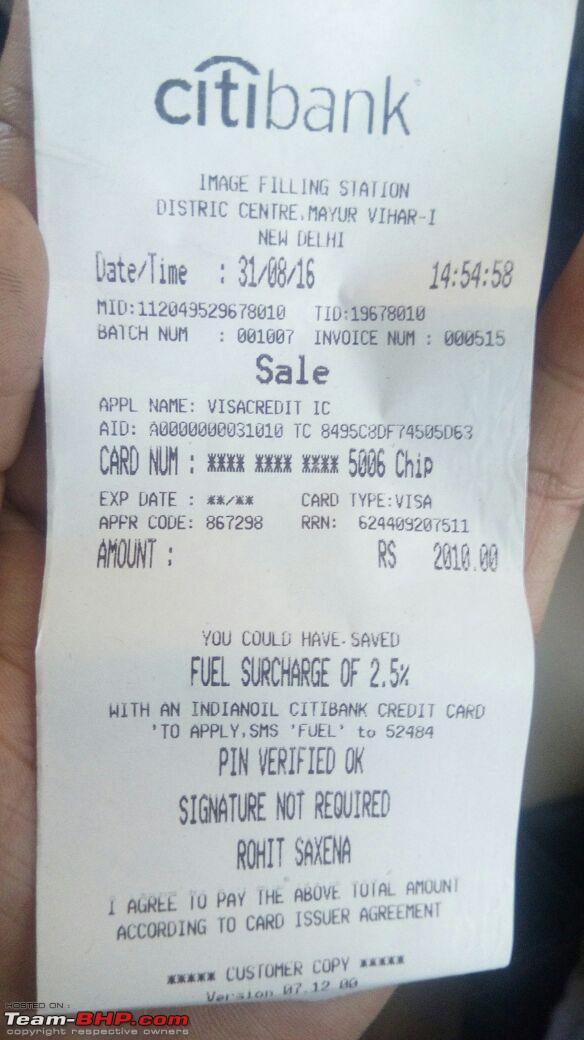 citibank
IMAGE FILLING STATION
DISTRIC CENTRE,MAYUR VIHAR-I
NEW DELHI
Date/Time : 31/08/16 14:54:58
MID:112049529678010 TID:19678010
BATCH NUM : 001007 INVOICE NUM : 000515
Sale
APPL NAME: VISACREDIT IC
AID: A0000000031010 TC 8495C8DF74505D63
CARD NUM : **** **** **** 5006 Chip
EXP DATE : **/** CARD TYPE:VISA
APPR CODE: 867298 RRN: 624409207511
AMOUNT : RS 2010.00
YOU COULD HAVE-SAVED
FUEL SURCHARGE OF 2.5%
WITH AN INDIANOIL CITIBANK CREDIT CARD
'TO APPLY,SMS 'FUEL' to 52484
PIN VERIFIED OK
SIGNATURE NOT REQUIRED
ROHIT SAXENA
I AGREE TO PAY THE ABOVE TOTAL AMOUNT
ACCORDING TO CARD ISSUER AGREEMENT
***** CUSTOMER COPY *****
Version 07.12.00
HOSTED ON :
Team-BHP.com
copyright respective owners